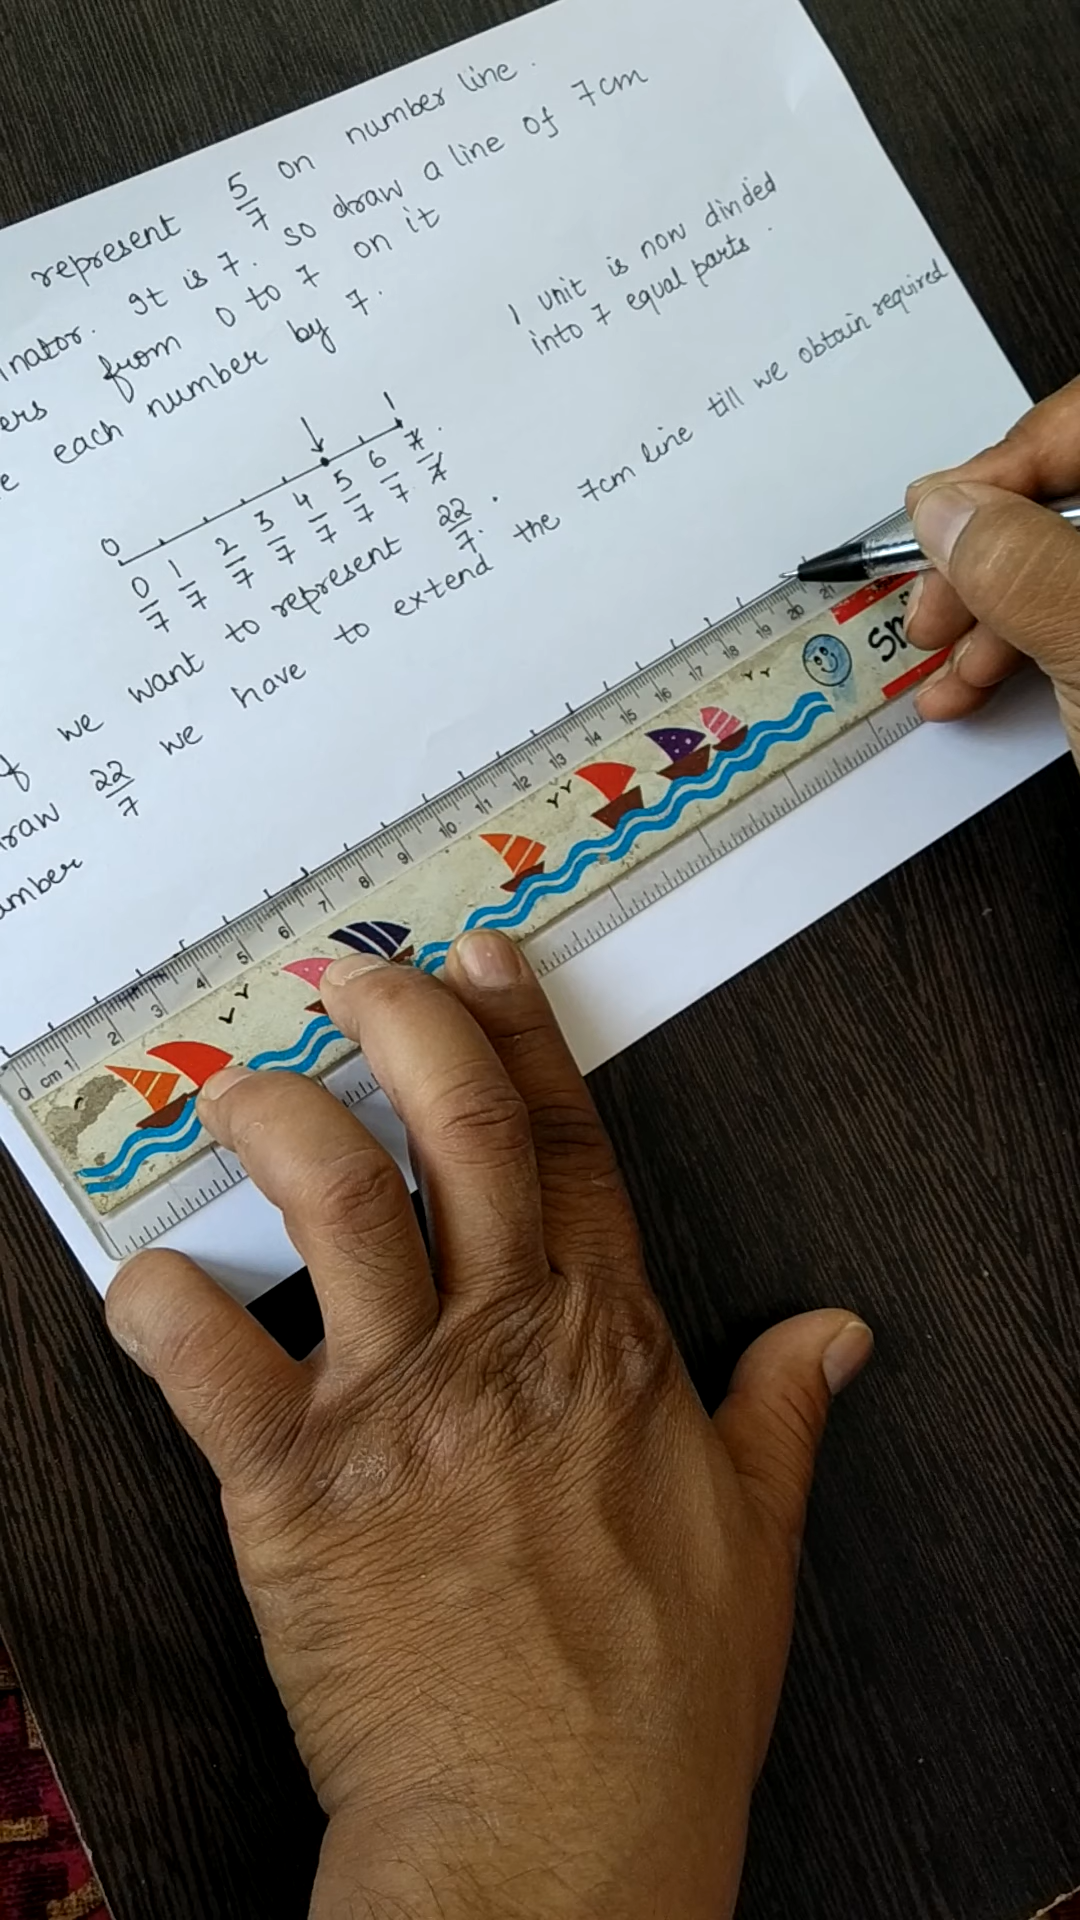 represent 5/7 on number line.
It is 7. so draw a line of 7cm
from 0 to 7 on it
each number by 7.
1 unit is now divided
into 7 equal parts.
0 1
0/7 1/7 2/7 3/7 4/7 5/7 6/7 7/7.
we want to represent 22/7.
22/7 we have to extend the 7cm line till we obtain required
0 cm 1 2 3 4 5 6 7 8 9 10 11 12 13 14 15 16 17 18 19 20 21